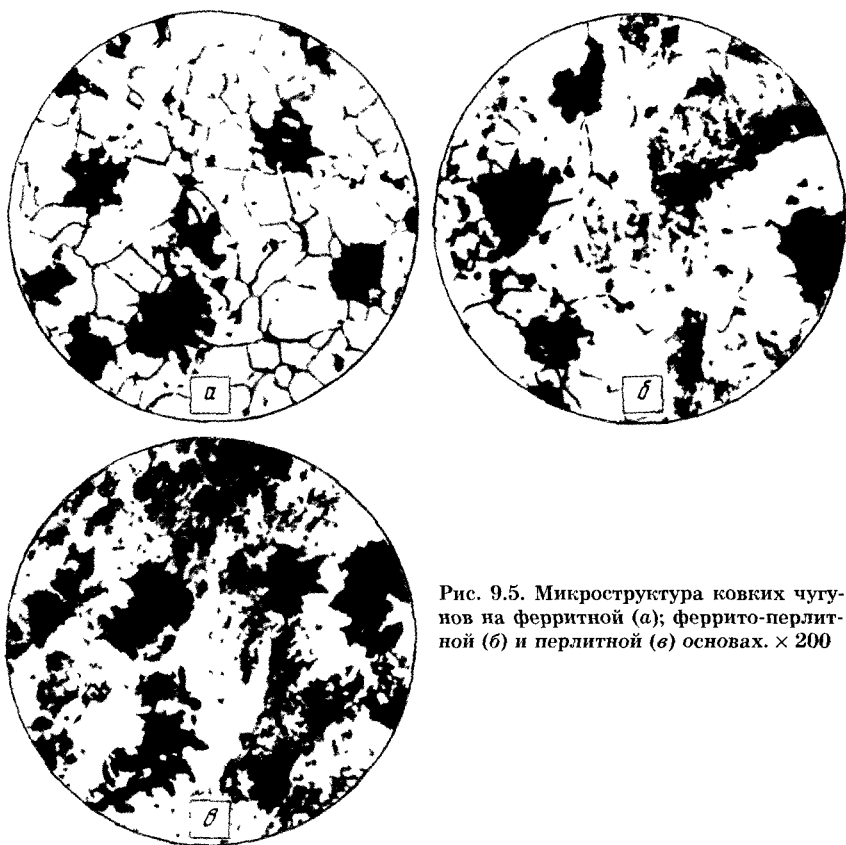 а
б
в
Рис. 9.5. Микроструктура ковких чугу-
нов на ферритной (а); феррито-перлит-
ной (б) и перлитной (в) основах. × 200